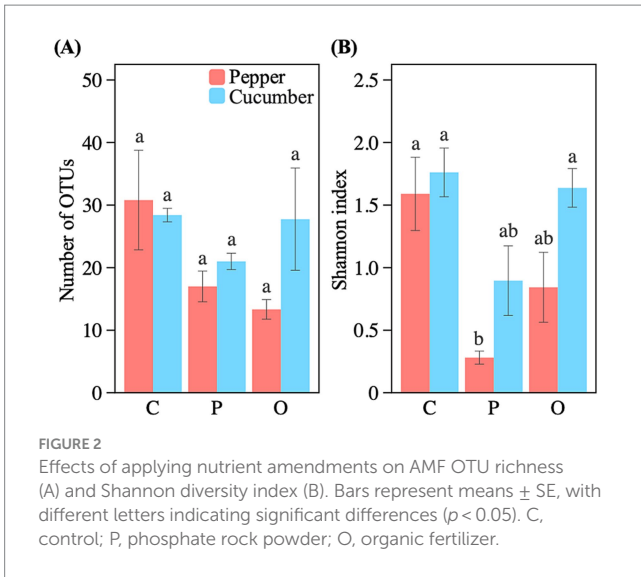 (A)
(B)
Pepper
Cucumber
Number of OTUs
50
40
30
20
10
0
a
a
a
a
a
a
C
P
O
Shannon index
2.5
2.0
1.5
1.0
0.5
0
a
a
b
ab
ab
a
C
P
O
FIGURE 2
Effects of applying nutrient amendments on AMF OTU richness
(A) and Shannon diversity index (B). Bars represent means ± SE, with
different letters indicating significant differences (p < 0.05). C,
control; P, phosphate rock powder; O, organic fertilizer.